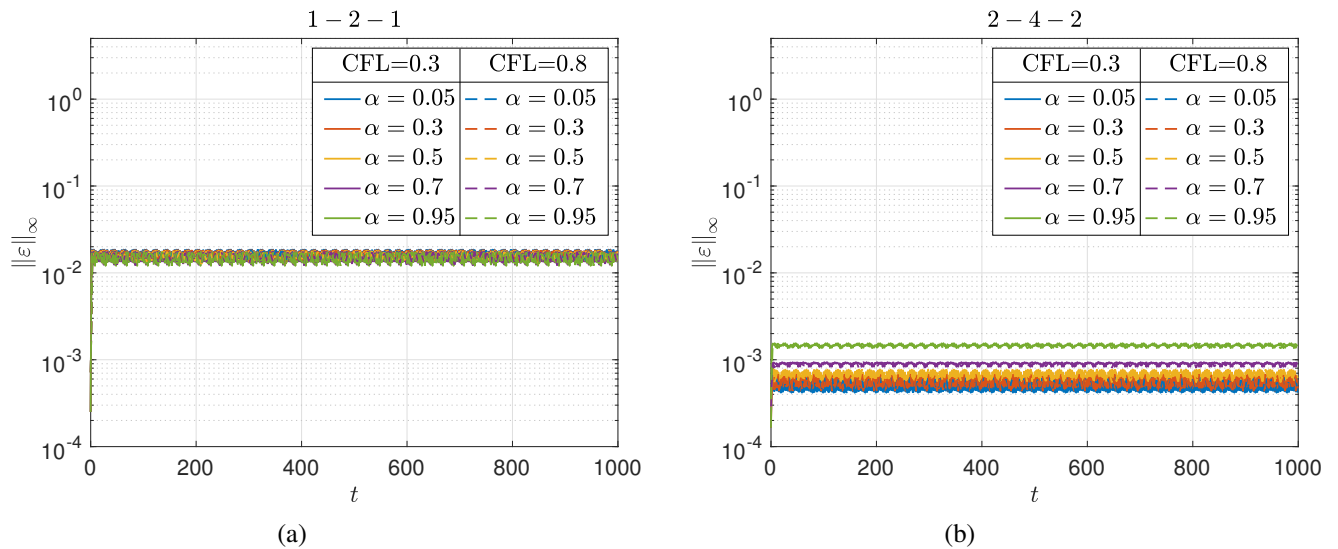 1 − 2 − 1
CFL=0.3 CFL=0.8
α = 0.05 α = 0.05
α = 0.3 α = 0.3
α = 0.5 α = 0.5
α = 0.7 α = 0.7
α = 0.95 α = 0.95
10^0
10^-1
10^-2
10^-3
10^-4
‖ε‖∞
0 200 400 600 800 1000
t
(a)
2 − 4 − 2
CFL=0.3 CFL=0.8
α = 0.05 α = 0.05
α = 0.3 α = 0.3
α = 0.5 α = 0.5
α = 0.7 α = 0.7
α = 0.95 α = 0.95
10^0
10^-1
10^-2
10^-3
10^-4
‖ε‖∞
0 200 400 600 800 1000
t
(b)